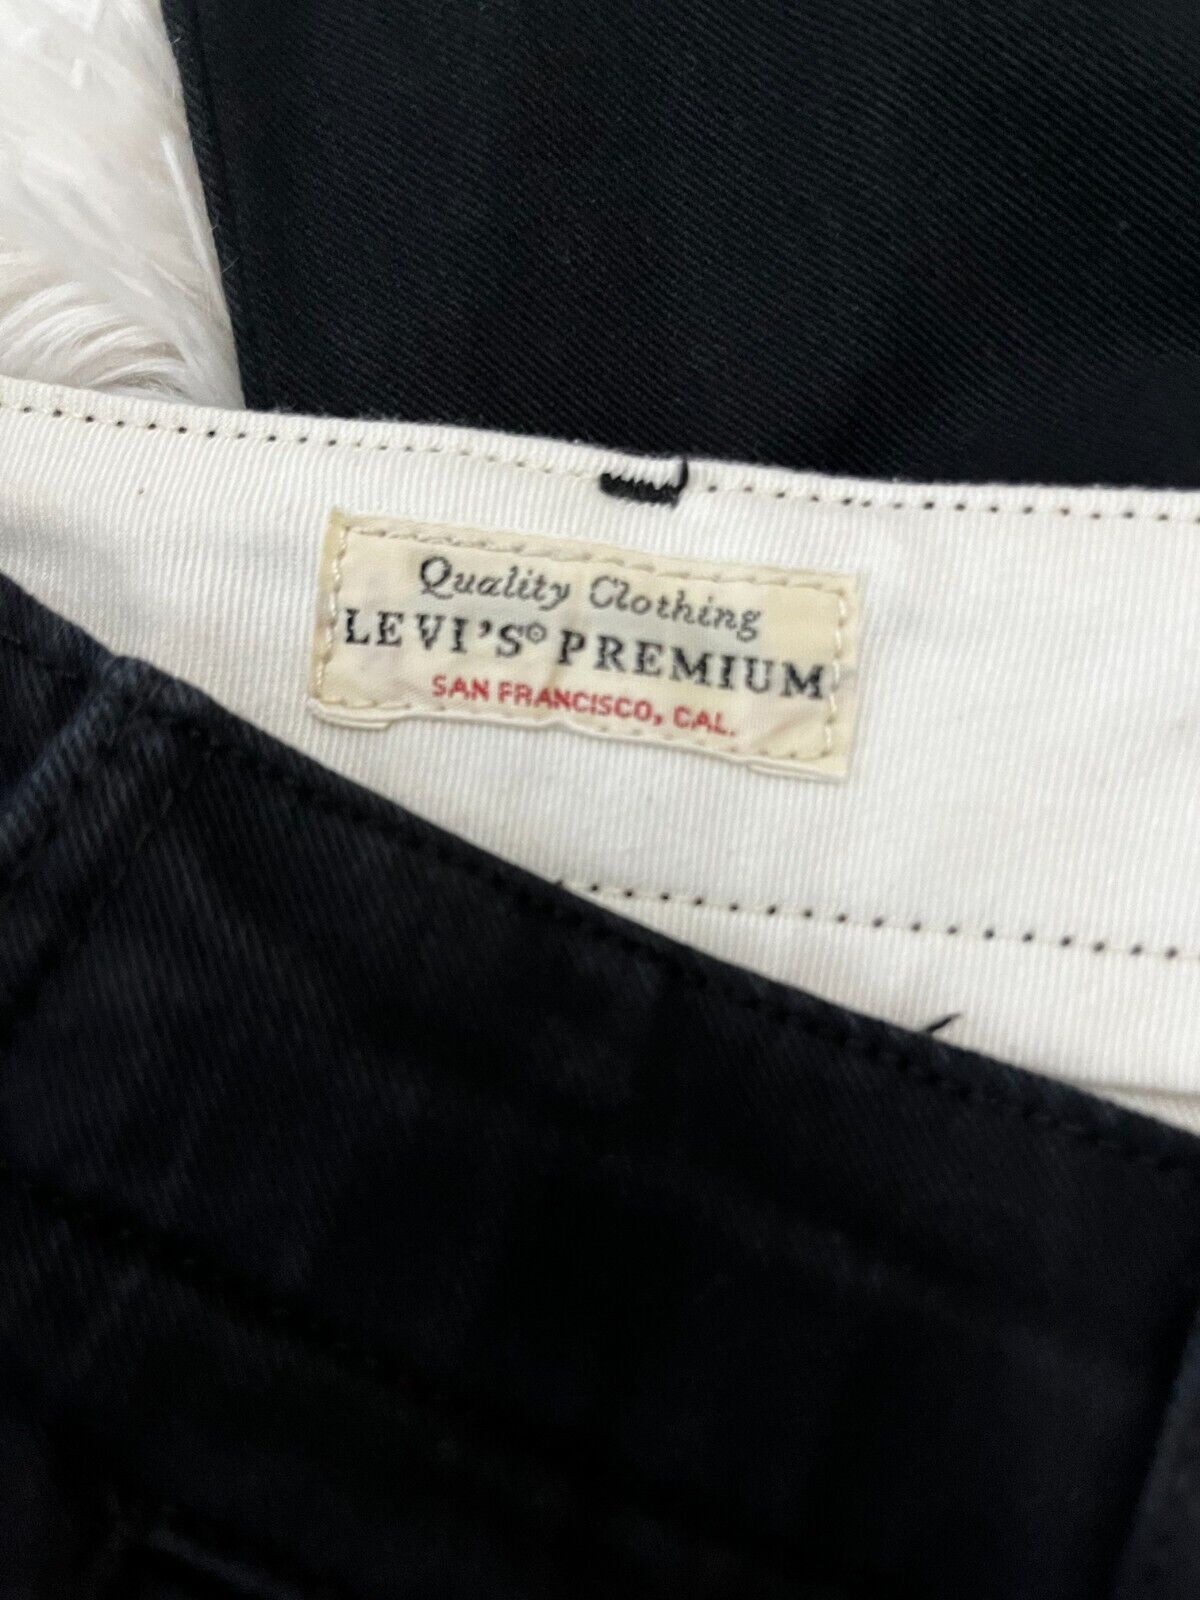 Quality Clothing
LEVI'S® PREMIUM
SAN FRANCISCO, CAL.